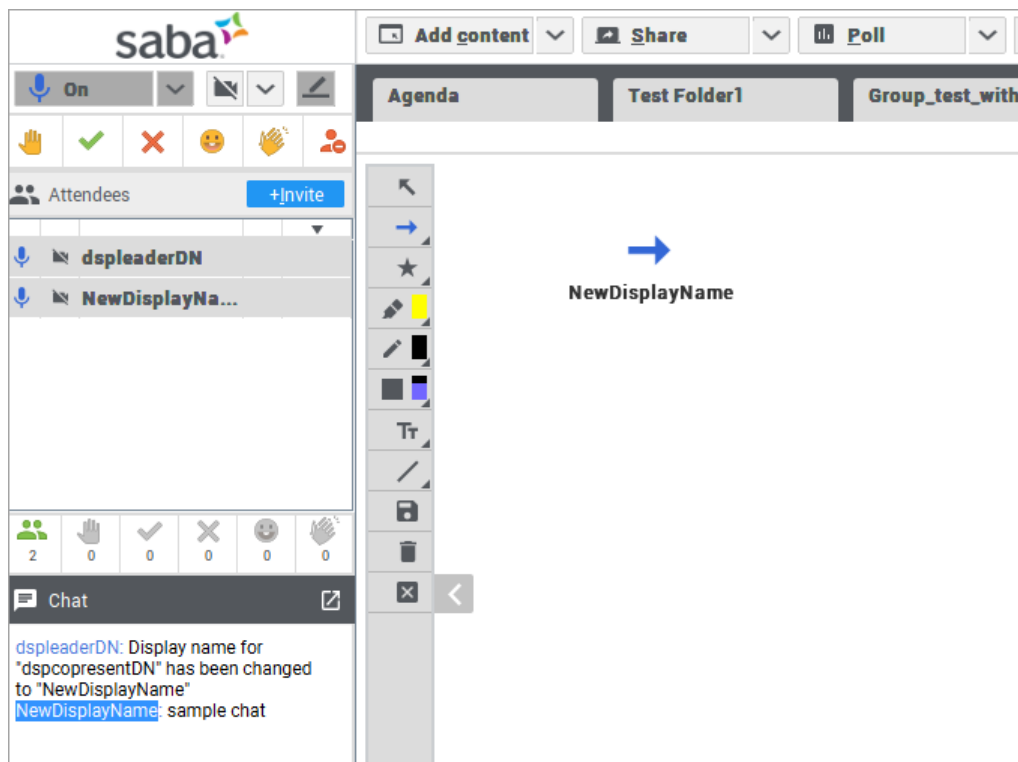 saba
Add content
Share
Poll
On
Agenda
Test Folder1
Group_test_with
Attendees
+Invite
dspleaderDN
NewDisplayNa...
NewDisplayName
Tт
2
0
0
0
0
0
Chat
dspleaderDN: Display name for
"dspcopresentDN" has been changed
to "NewDisplayName"
NewDisplayName: sample chat